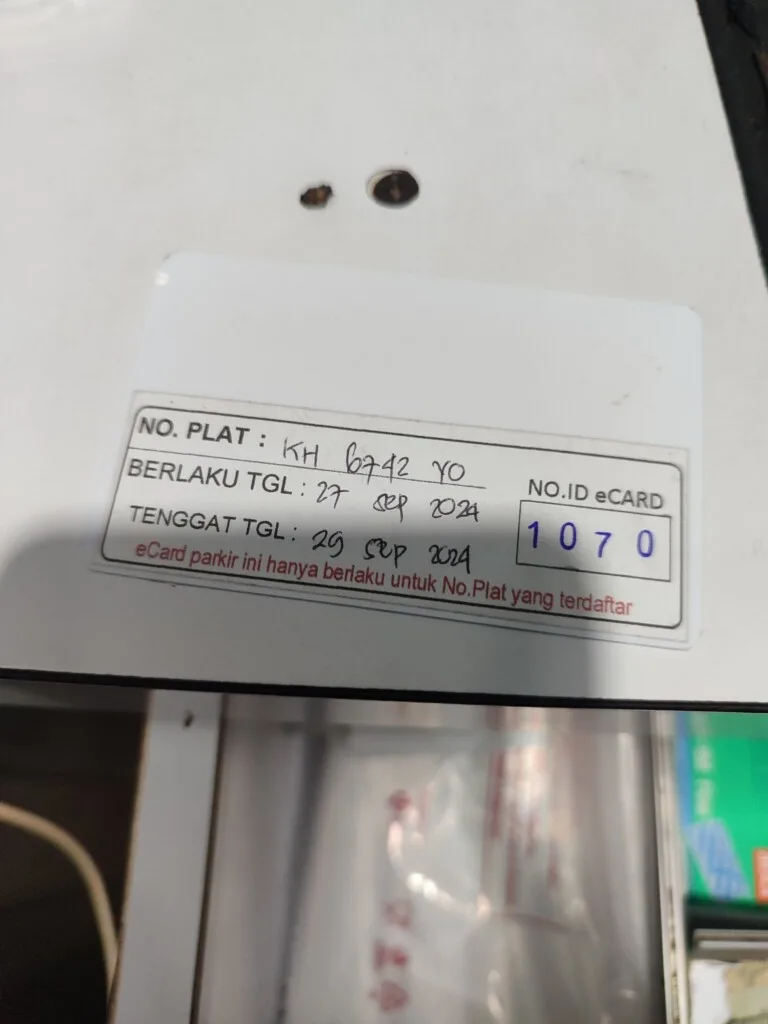 NO. PLAT : KH 6742 YO
BERLAKU TGL : 27 sep 2024
TENGGAT TGL : 29 sep 2024
NO.ID eCARD
1070
eCard parkir ini hanya berlaku untuk No.Plat yang terdaftar